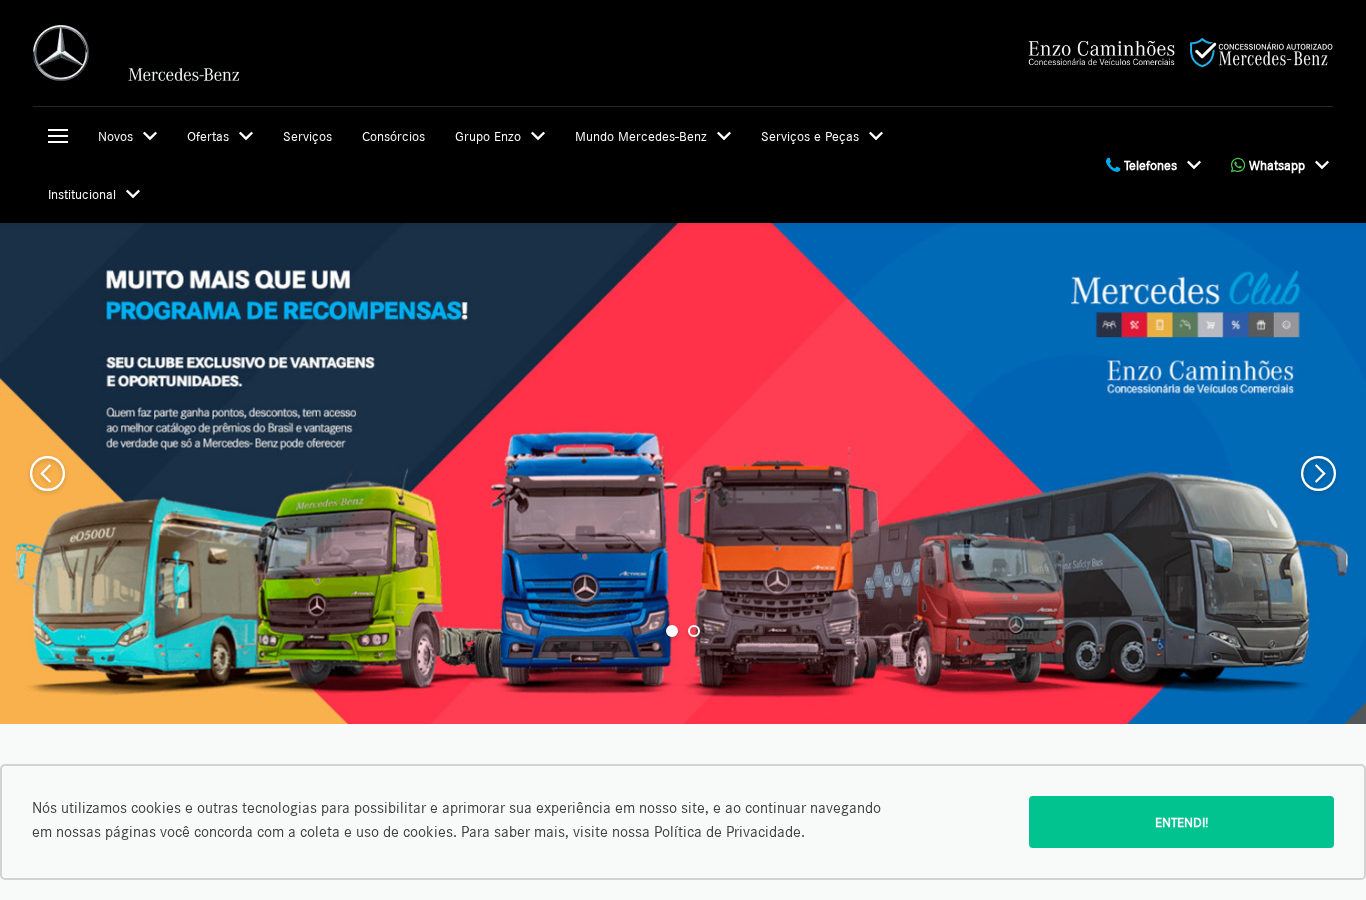 Mercedes-Benz
Enzo Caminhões
Concessionária de Veículos Comerciais
CONCESSIONÁRIO AUTORIZADO
Mercedes-Benz
Novos
Ofertas
Serviços
Consórcios
Grupo Enzo
Mundo Mercedes-Benz
Serviços e Peças
Institucional
Telefones
Whatsapp
MUITO MAIS QUE UM
PROGRAMA DE RECOMPENSAS!
SEU CLUBE EXCLUSIVO DE VANTAGENS
E OPORTUNIDADES.
Quem faz parte ganha pontos, descontos, tem acesso
ao melhor catálogo de prêmios do Brasil e vantagens
de verdade que só a Mercedes- Benz pode oferecer
Mercedes Club
Enzo Caminhões
Concessionária de Veículos Comerciais
eO500U
Mercedes-Benz
Safety Bus
Nós utilizamos cookies e outras tecnologias para possibilitar e aprimorar sua experiência em nosso site, e ao continuar navegando
em nossas páginas você concorda com a coleta e uso de cookies. Para saber mais, visite nossa Política de Privacidade.
ENTENDI!